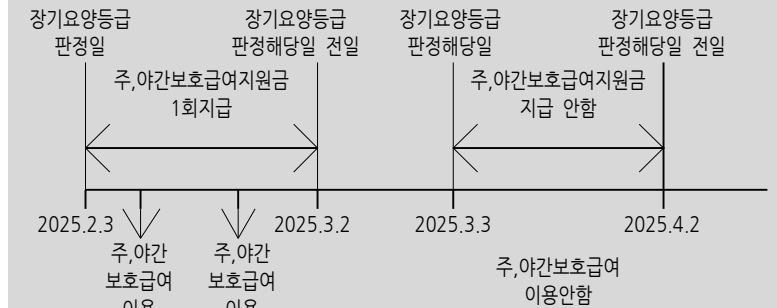 장기요양등급
판정일
장기요양등급
판정해당일 전일
장기요양등급
판정해당일
장기요양등급
판정해당일 전일
주,야간보호급여지원금
1회지급
주,야간보호급여지원금
지급 안함
2025.2.3
2025.3.2
2025.3.3
2025.4.2
주,야간
보호급여
주,야간
보호급여
주,야간보호급여
이용안함